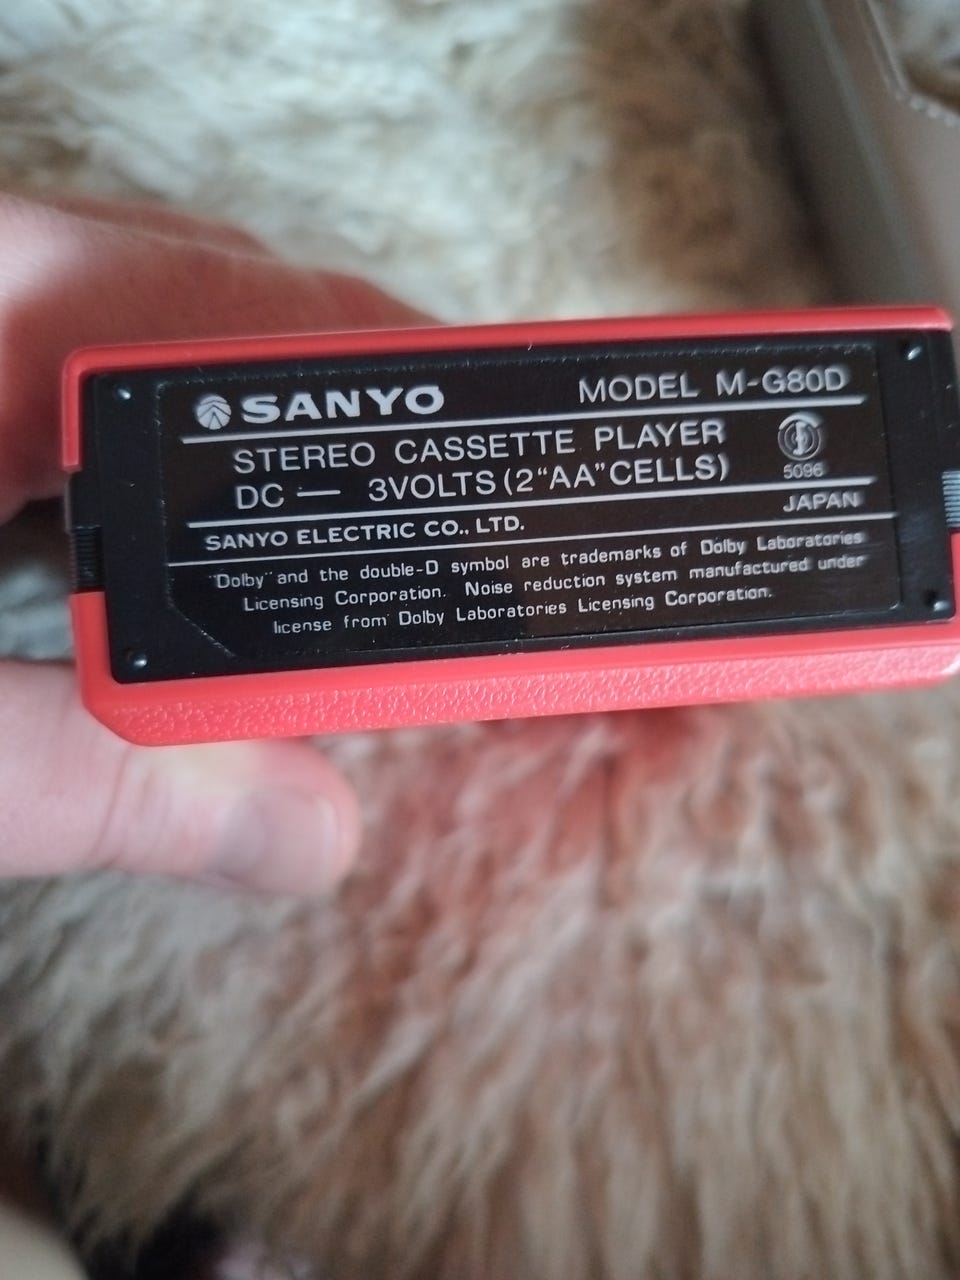 SANYO MODEL M-G80D
STEREO CASSETTE PLAYER
DC — 3VOLTS (2“AA”CELLS)
5096
SANYO ELECTRIC CO., LTD. JAPAN
"Dolby" and the double-D symbol are trademarks of Dolby Laboratories
Licensing Corporation. Noise reduction system manufactured under
license from Dolby Laboratories Licensing Corporation.